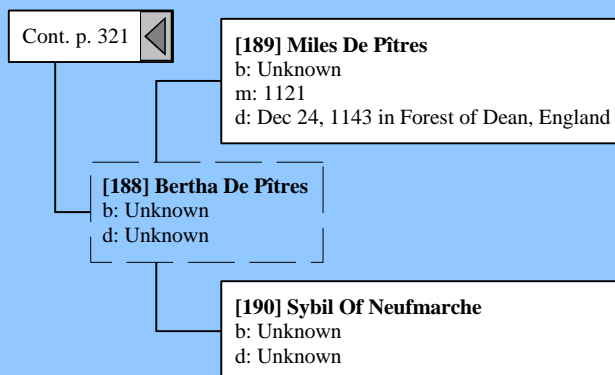 Cont. p. 321
[189] Miles De Pîtres
b: Unknown
m: 1121
d: Dec 24, 1143 in Forest of Dean, England
[188] Bertha De Pîtres
b: Unknown
d: Unknown
[190] Sybil Of Neufmarche
b: Unknown
d: Unknown